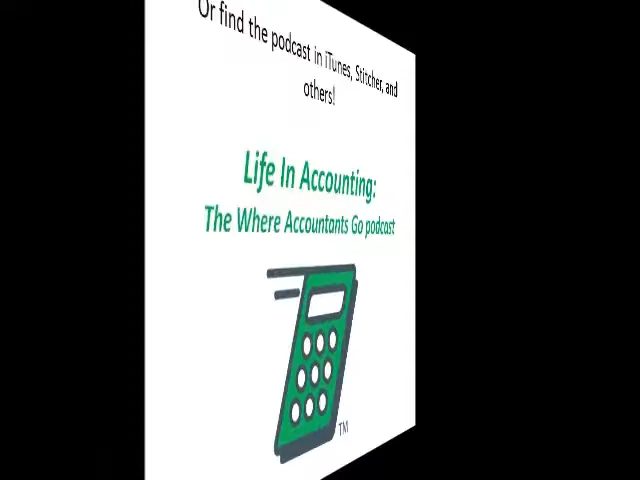 Or find the podcast in iTunes, Stitcher, and
others!
Life In Accounting:
The Where Accountants Go podcast
TM